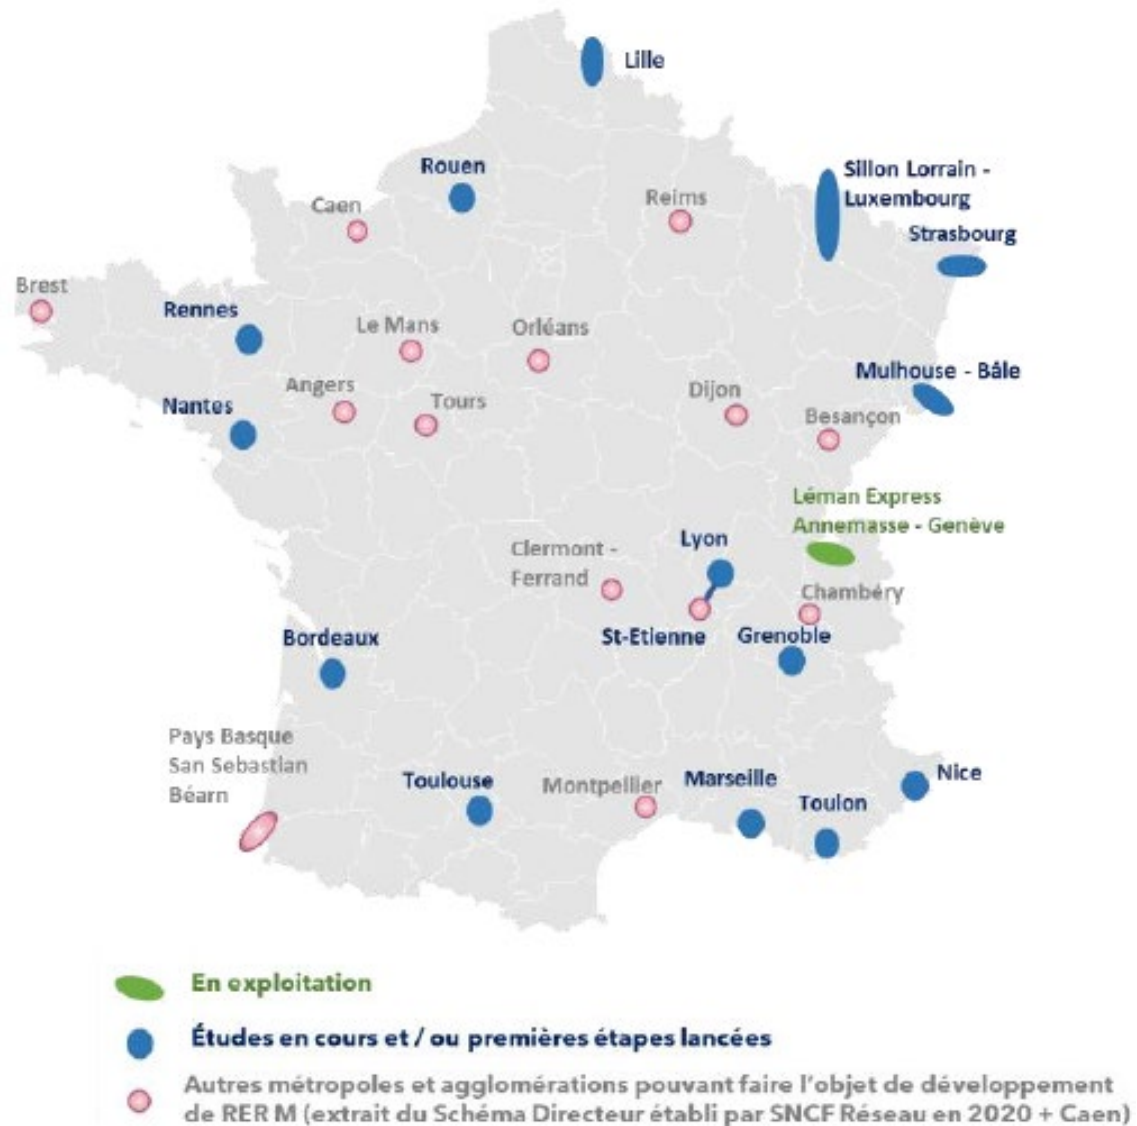 Lille
Rouen
Sillon Lorrain -
Luxembourg
Caen
Reims
Strasbourg
Brest
Rennes
Le Mans
Orléans
Mulhouse - Bâle
Angers
Dijon
Nantes
Tours
Besançon
Léman Express
Annemasse - Genève
Lyon
Clermont -
Ferrand
Chambéry
Bordeaux
St-Etienne
Grenoble
Pays Basque
San Sebastian
Béarn
Toulouse
Montpellier
Marseille
Nice
Toulon
En exploitation
Études en cours et / ou premières étapes lancées
Autres métropoles et agglomérations pouvant faire l'objet de développement
de RER M (extrait du Schéma Directeur établi par SNCF Réseau en 2020 + Caen)